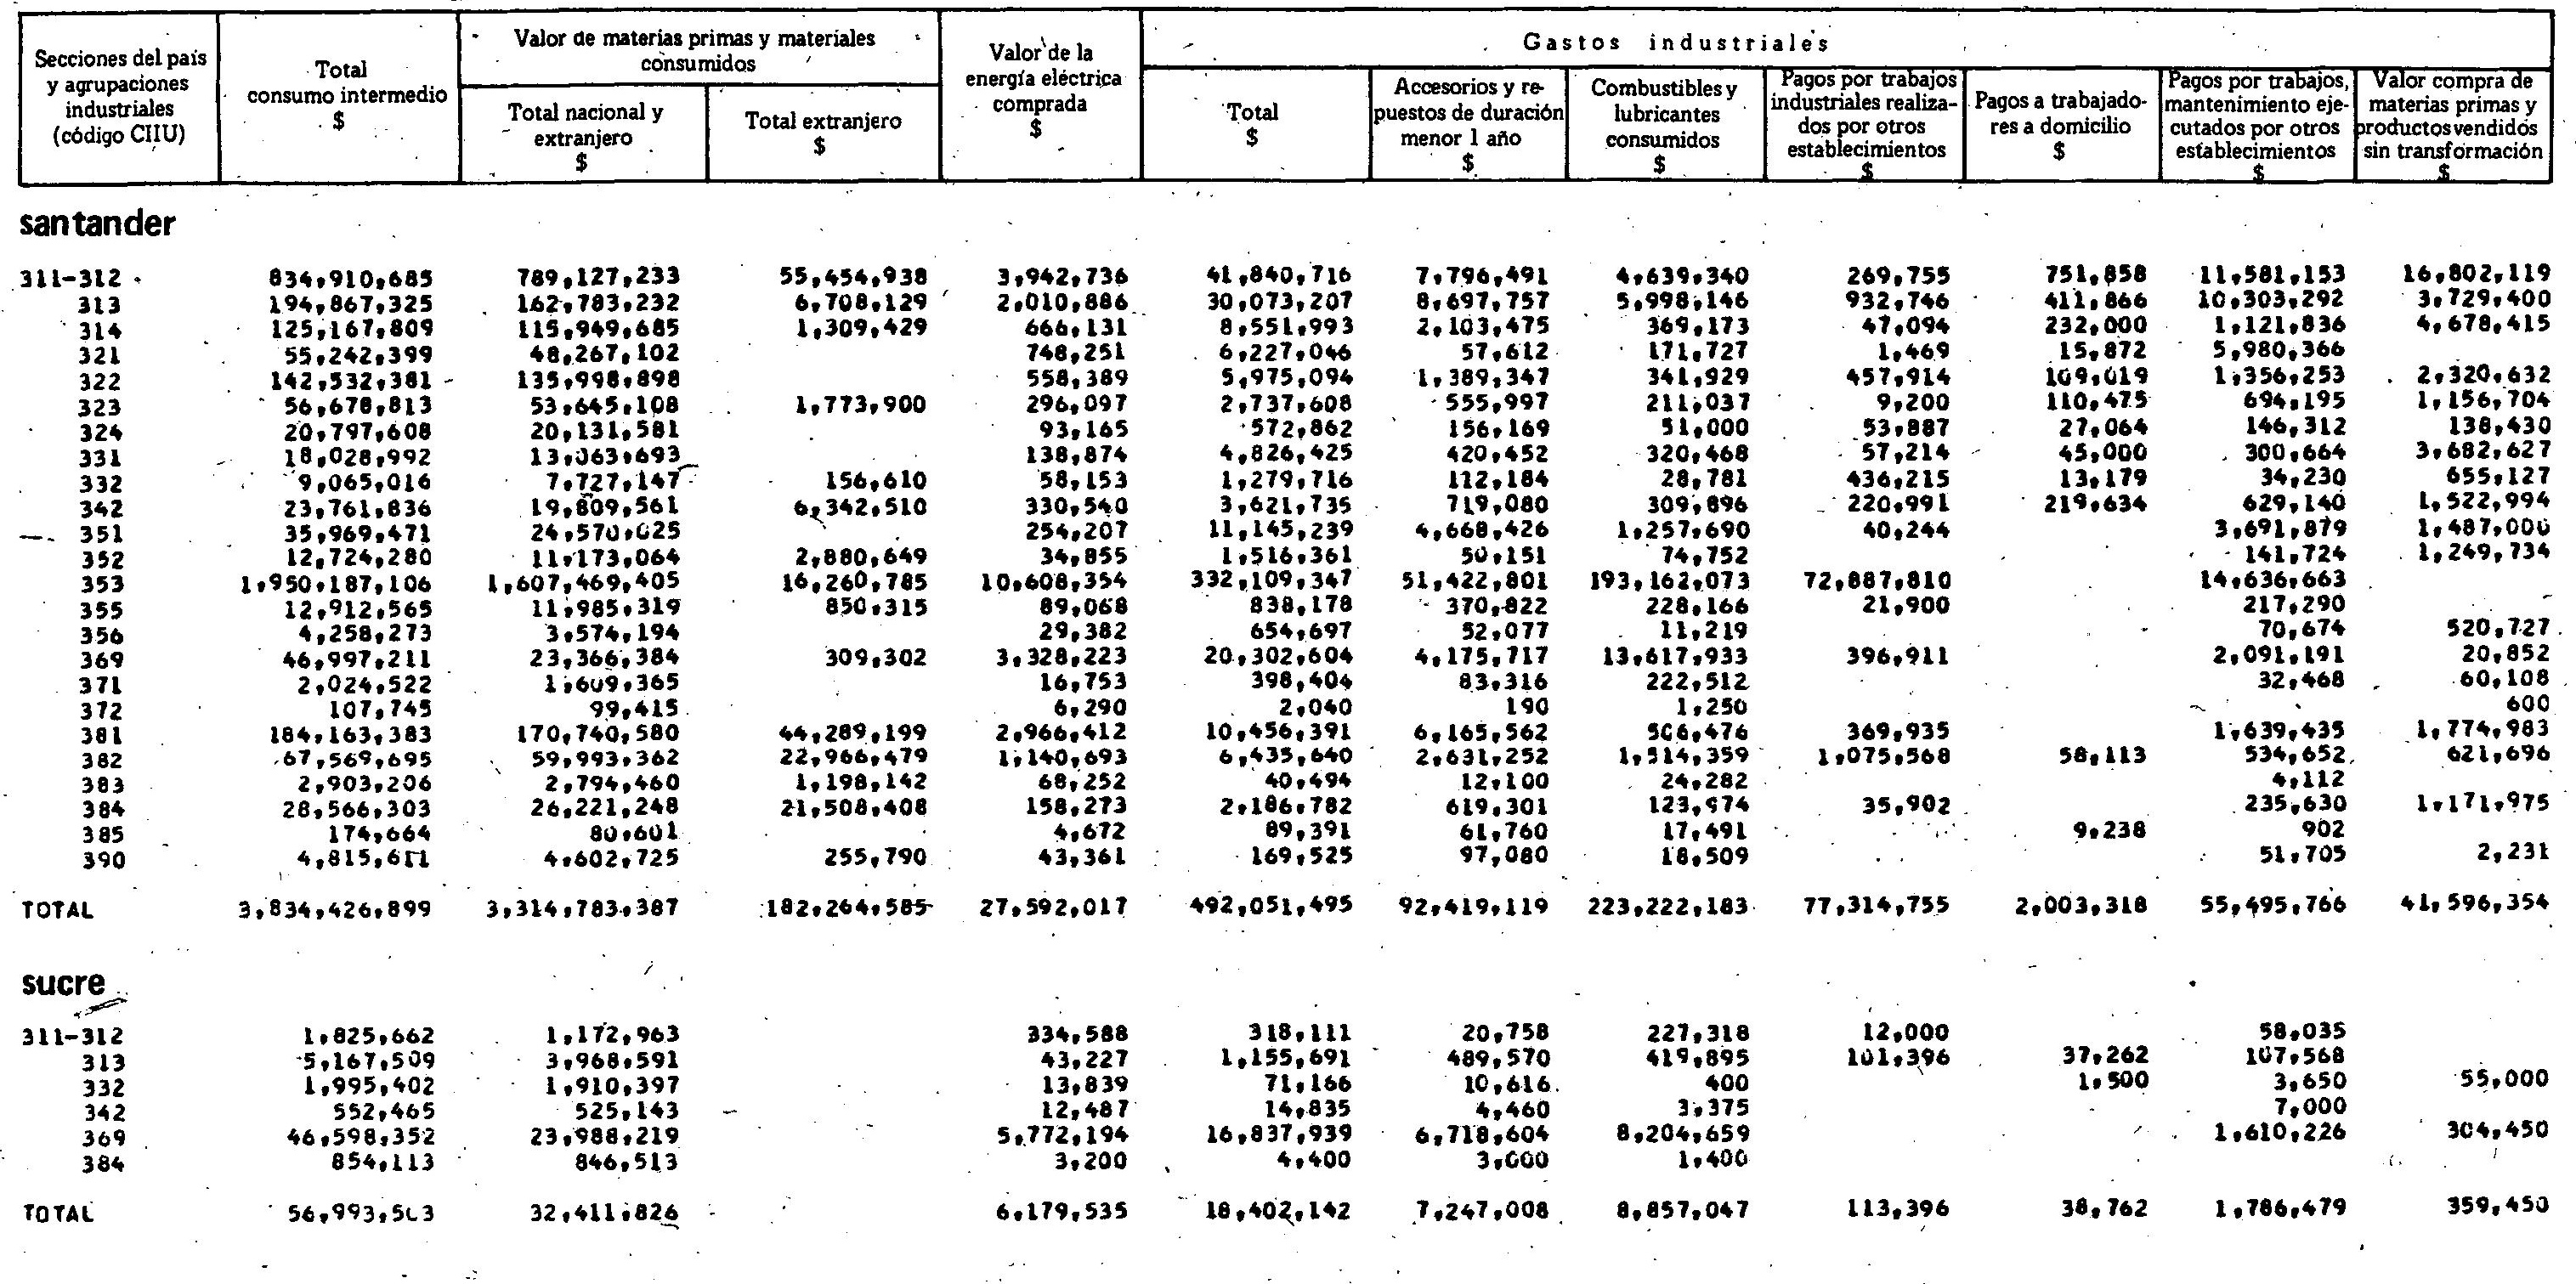 Secciones del país y agrupaciones industriales (código CIIU)
Total consumo intermedio $
Valor de materias primas y materiales consumidos
Total nacional y extranjero $
Total extranjero $
Valor de la energía eléctrica comprada $
Gastos industriales
Total $
Accesorios y repuestos de duración menor 1 año $
Combustibles y lubricantes consumidos $
Pagos por trabajos industriales realizados por otros establecimientos $
Pagos a trabajadores a domicilio $
Pagos por trabajos, mantenimiento ejecutados por otros establecimientos $
Valor compra de materias primas y productos vendidos sin transformación $
santander
311-312 834,910,685 789,127,233 55,454,938 3,942,736 41,840,716 7,796,491 4,639,340 269,755 751,858 11,581,153 16,802,119
313 194,867,325 162,783,232 6,708,129 2,010,886 30,073,207 8,697,757 5,998,146 932,746 411,866 10,303,292 3,729,400
314 125,167,809 115,949,685 1,309,429 666,131 8,551,993 2,103,475 369,173 47,094 232,000 1,121,836 4,678,415
321 55,242,399 48,267,102 748,251 6,227,046 57,612 171,727 1,469 15,872 5,980,366
322 142,532,381 135,998,898 558,389 5,975,094 1,389,347 341,929 457,914 109,019 1,356,253 2,320,632
323 56,678,813 53,645,108 1,773,900 296,097 2,737,608 555,997 211,037 9,200 110,475 694,195 1,156,704
324 20,797,608 20,131,581 93,165 572,862 156,169 51,000 53,887 27,064 146,312 138,430
331 18,028,992 13,063,693 138,874 4,826,425 420,452 320,468 57,214 45,000 300,664 3,682,627
332 9,065,016 7,727,147 156,610 58,153 1,279,716 112,184 28,781 436,215 13,179 34,230 655,127
342 23,761,836 19,809,561 6,342,510 330,540 3,621,735 719,080 309,896 220,991 219,634 629,140 1,522,994
351 35,969,471 24,570,025 254,207 11,145,239 4,668,426 1,257,690 40,244 3,691,879 1,487,000
352 12,724,280 11,173,064 2,880,649 34,855 1,516,361 50,151 74,752 141,724 1,249,734
353 1,950,187,106 1,607,469,405 16,260,785 10,608,354 332,109,347 51,422,801 193,162,073 72,887,810 14,636,663
355 12,912,565 11,985,319 850,315 89,068 838,178 370,822 228,166 21,900 217,290
356 4,258,273 3,574,194 29,382 654,697 52,077 11,219 70,674 520,727
369 46,997,211 23,366,384 309,302 3,328,223 20,302,604 4,175,717 13,617,933 396,911 2,091,191 20,852
371 2,024,522 1,609,365 16,753 398,404 83,316 222,512 32,468 60,108
372 107,745 99,415 6,290 2,040 190 1,250 600
381 184,163,383 170,740,580 44,289,199 2,966,412 10,456,391 6,165,562 506,476 369,935 1,639,435 1,774,983
382 67,569,695 59,993,362 22,966,479 1,140,693 6,435,640 2,631,252 1,514,359 1,075,568 58,113 534,652 621,696
383 2,903,206 2,794,460 1,198,142 68,252 40,494 12,100 24,282 4,112
384 28,566,303 26,221,248 21,508,408 158,273 2,186,782 619,301 123,974 35,902 235,630 1,171,975
385 174,664 80,601 4,672 89,391 61,760 17,491 9,238 902
390 4,815,611 4,602,725 255,790 43,361 169,525 97,080 18,509 51,705 2,231
TOTAL 3,834,426,899 3,314,783,387 182,264,585 27,592,017 492,051,495 92,419,119 223,222,183 77,314,755 2,003,318 55,495,766 41,596,354
sucre
311-312 1,825,662 1,172,963 334,588 318,111 20,758 227,318 12,000 58,035
313 5,167,509 3,968,591 43,227 1,155,691 489,570 419,895 101,396 37,262 107,568
332 1,995,402 1,910,397 13,839 71,166 10,616 400 1,500 3,650 55,000
342 552,465 525,143 12,487 14,835 4,460 3,375 7,000
369 46,598,352 23,988,219 5,772,194 16,837,939 6,718,604 8,204,659 1,610,226 304,450
384 854,113 846,513 3,200 4,400 3,000 1,400
TOTAL 56,993,503 32,411,826 6,179,535 18,402,142 7,247,008 8,857,047 113,396 38,762 1,786,479 359,450